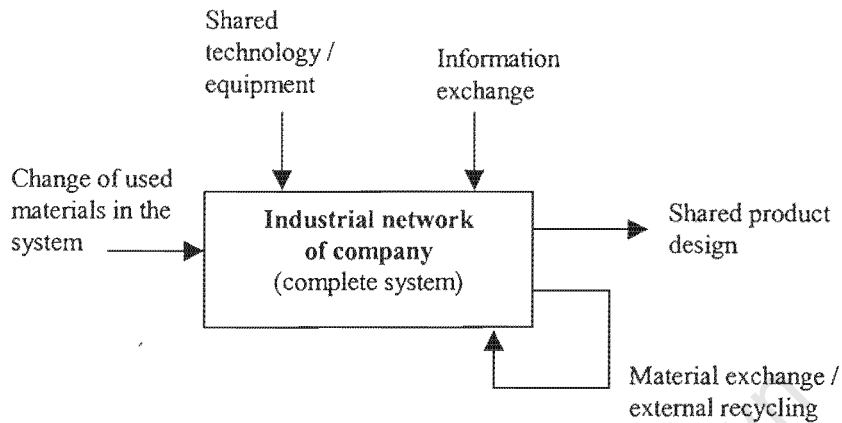 Shared
technology /
equipment
Information
exchange
Change of used
materials in the
system
Industrial network
of company
(complete system)
Shared product
design
Material exchange /
external recycling